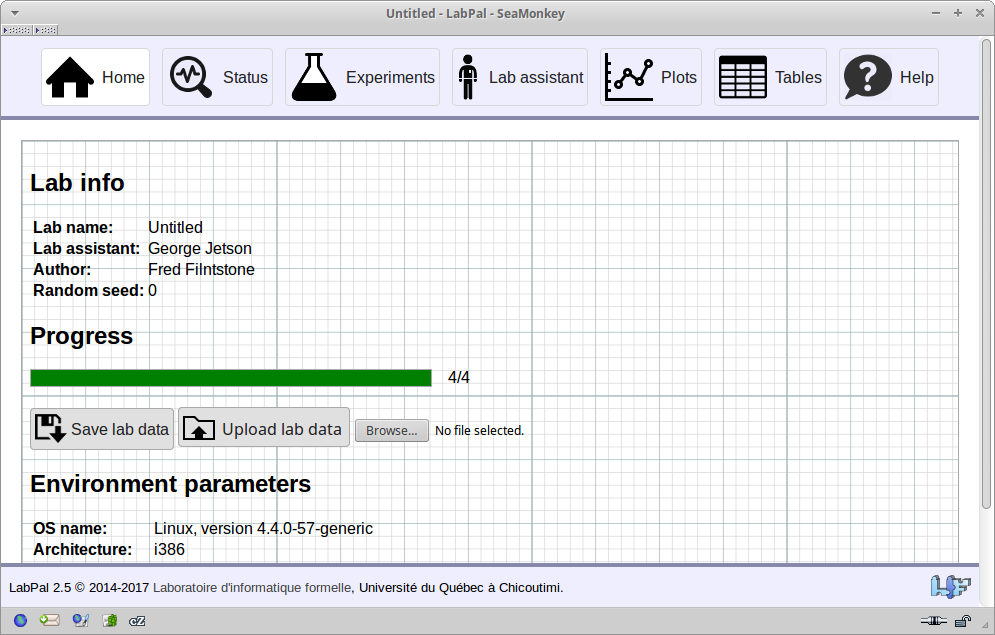 Untitled - LabPal - SeaMonkey
Home Status Experiments Lab assistant Plots Tables Help
Lab info
Lab name: Untitled
Lab assistant: George Jetson
Author: Fred Filntstone
Random seed: 0
Progress
4/4
Save lab data Upload lab data Browse... No file selected.
Environment parameters
OS name: Linux, version 4.4.0-57-generic
Architecture: i386
LabPal 2.5 © 2014-2017 Laboratoire d'informatique formelle, Université du Québec à Chicoutimi.
LIF
cZ